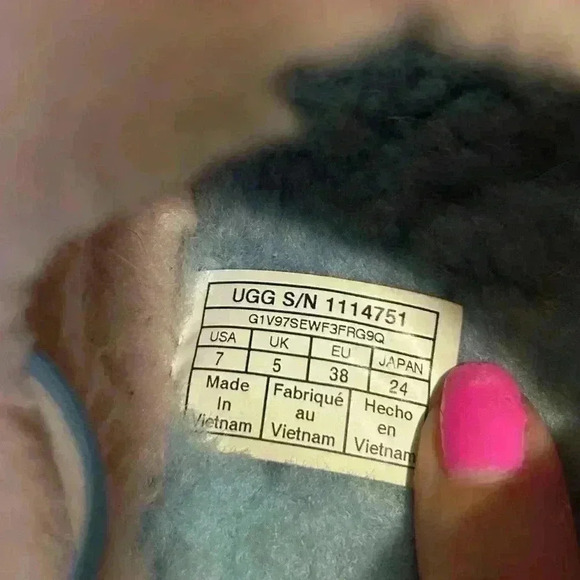 UGG S/N 1114751
G1V97SEWF3FRG9Q
USA UK EU JAPAN
7 5 38 24
Made Fabriqué Hecho
In au en
Vietnam Vietnam Vietnam